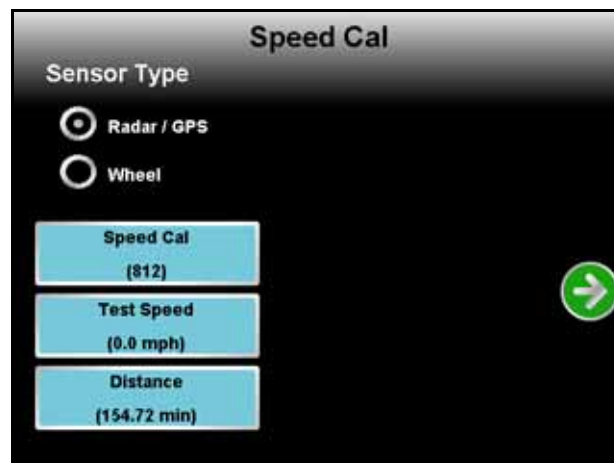 Speed Cal
Sensor Type
Radar / GPS
Wheel
Speed Cal
(812)
Test Speed
(0.0 mph)
Distance
(154.72 min)